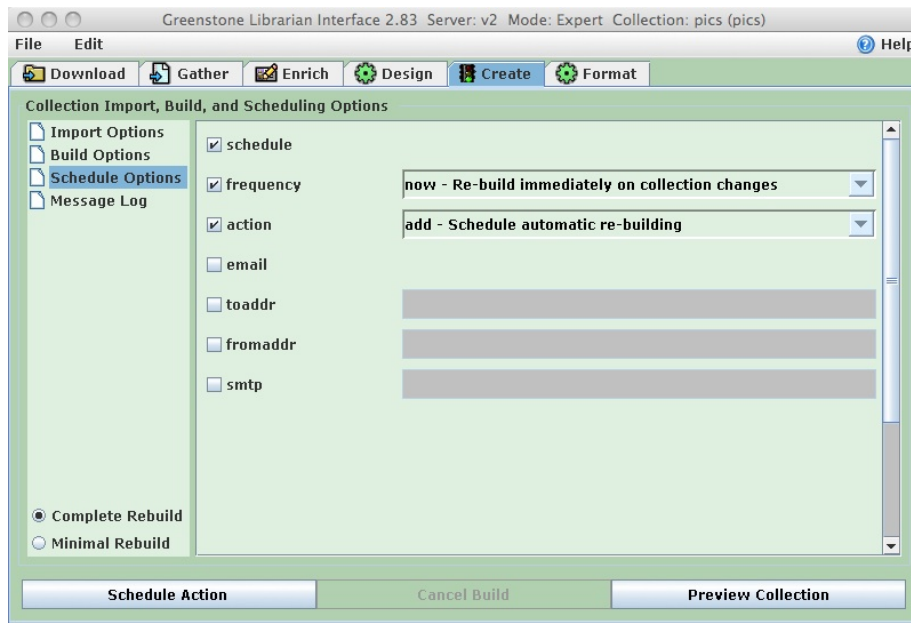 Greenstone Librarian Interface 2.83 Server: v2 Mode: Expert Collection: pics (pics)
File Edit Help
Download Gather Enrich Design Create Format
Collection Import, Build, and Scheduling Options
Import Options
Build Options
Schedule Options
Message Log
schedule
frequency now - Re-build immediately on collection changes
action add - Schedule automatic re-building
email
toaddr
fromaddr
smtp
Complete Rebuild
Minimal Rebuild
Schedule Action Cancel Build Preview Collection